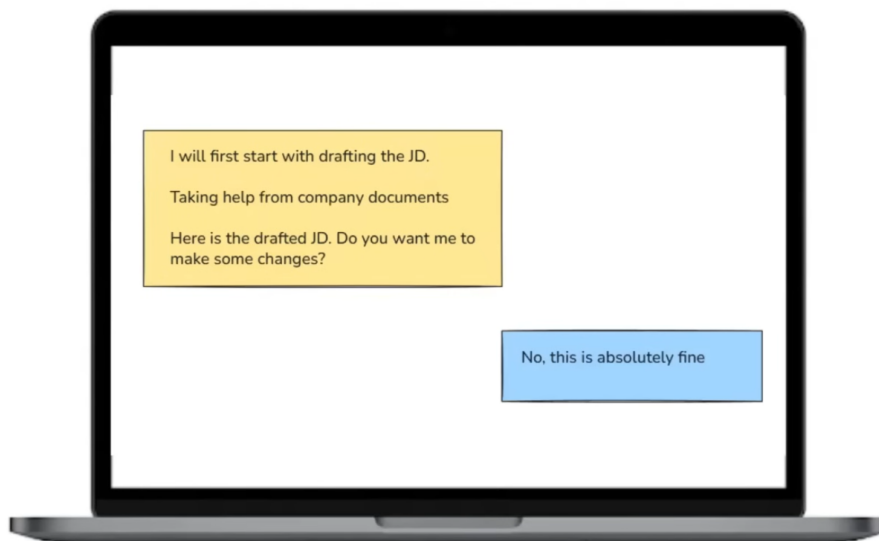 I will first start with drafting the JD.
Taking help from company documents
Here is the drafted JD. Do you want me to
make some changes?
No, this is absolutely fine